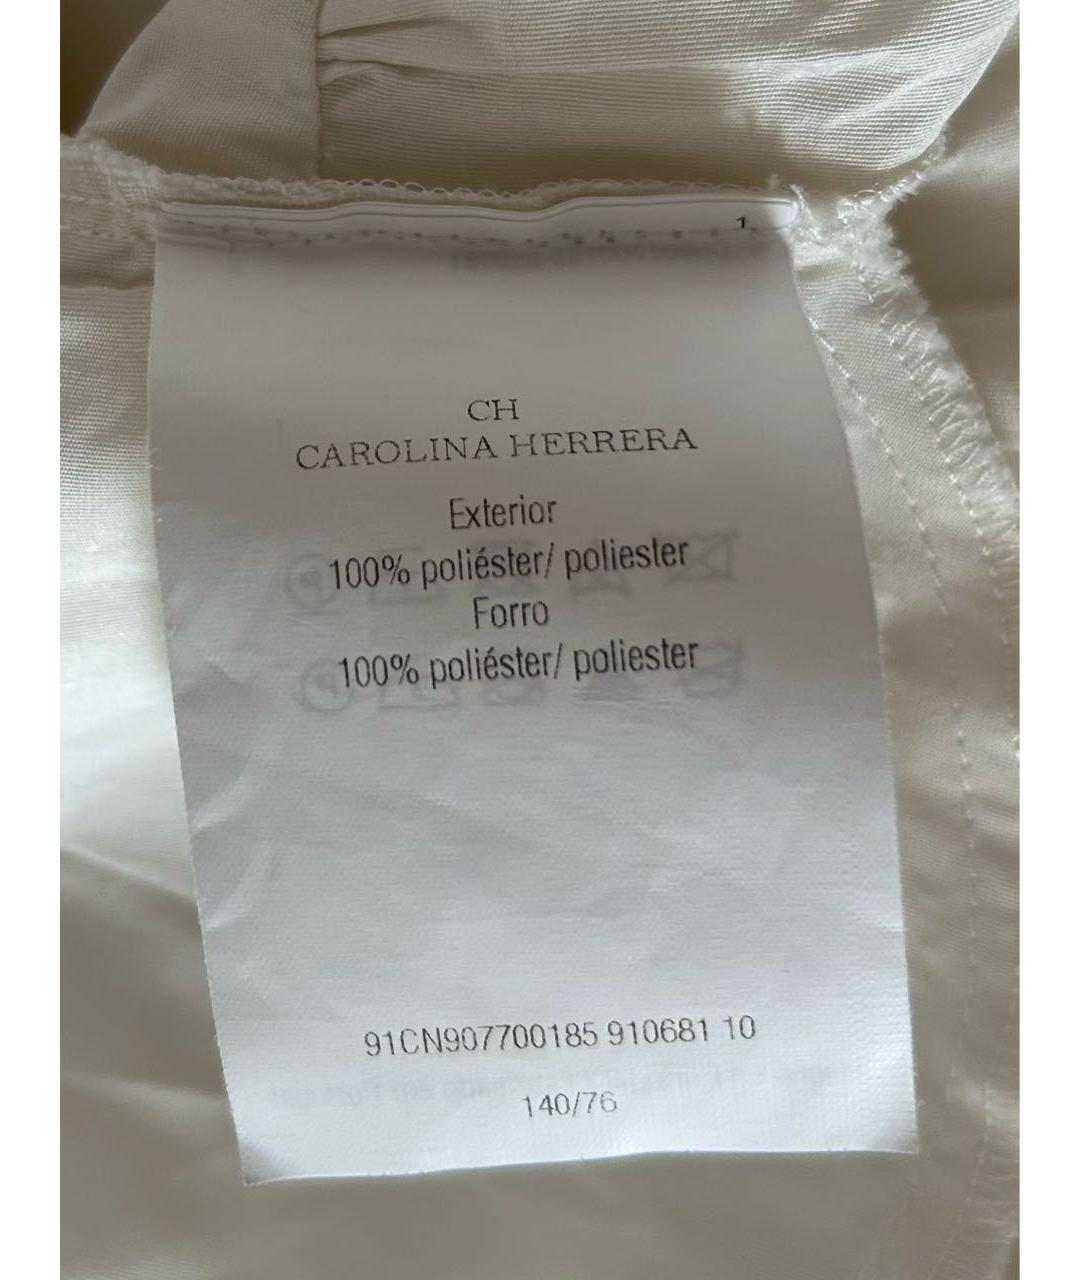 1
CH
CAROLINA HERRERA
Exterior
100% poliéster/ poliester
Forro
100% poliéster/ poliester
91CN907700185 910681 10
140/76